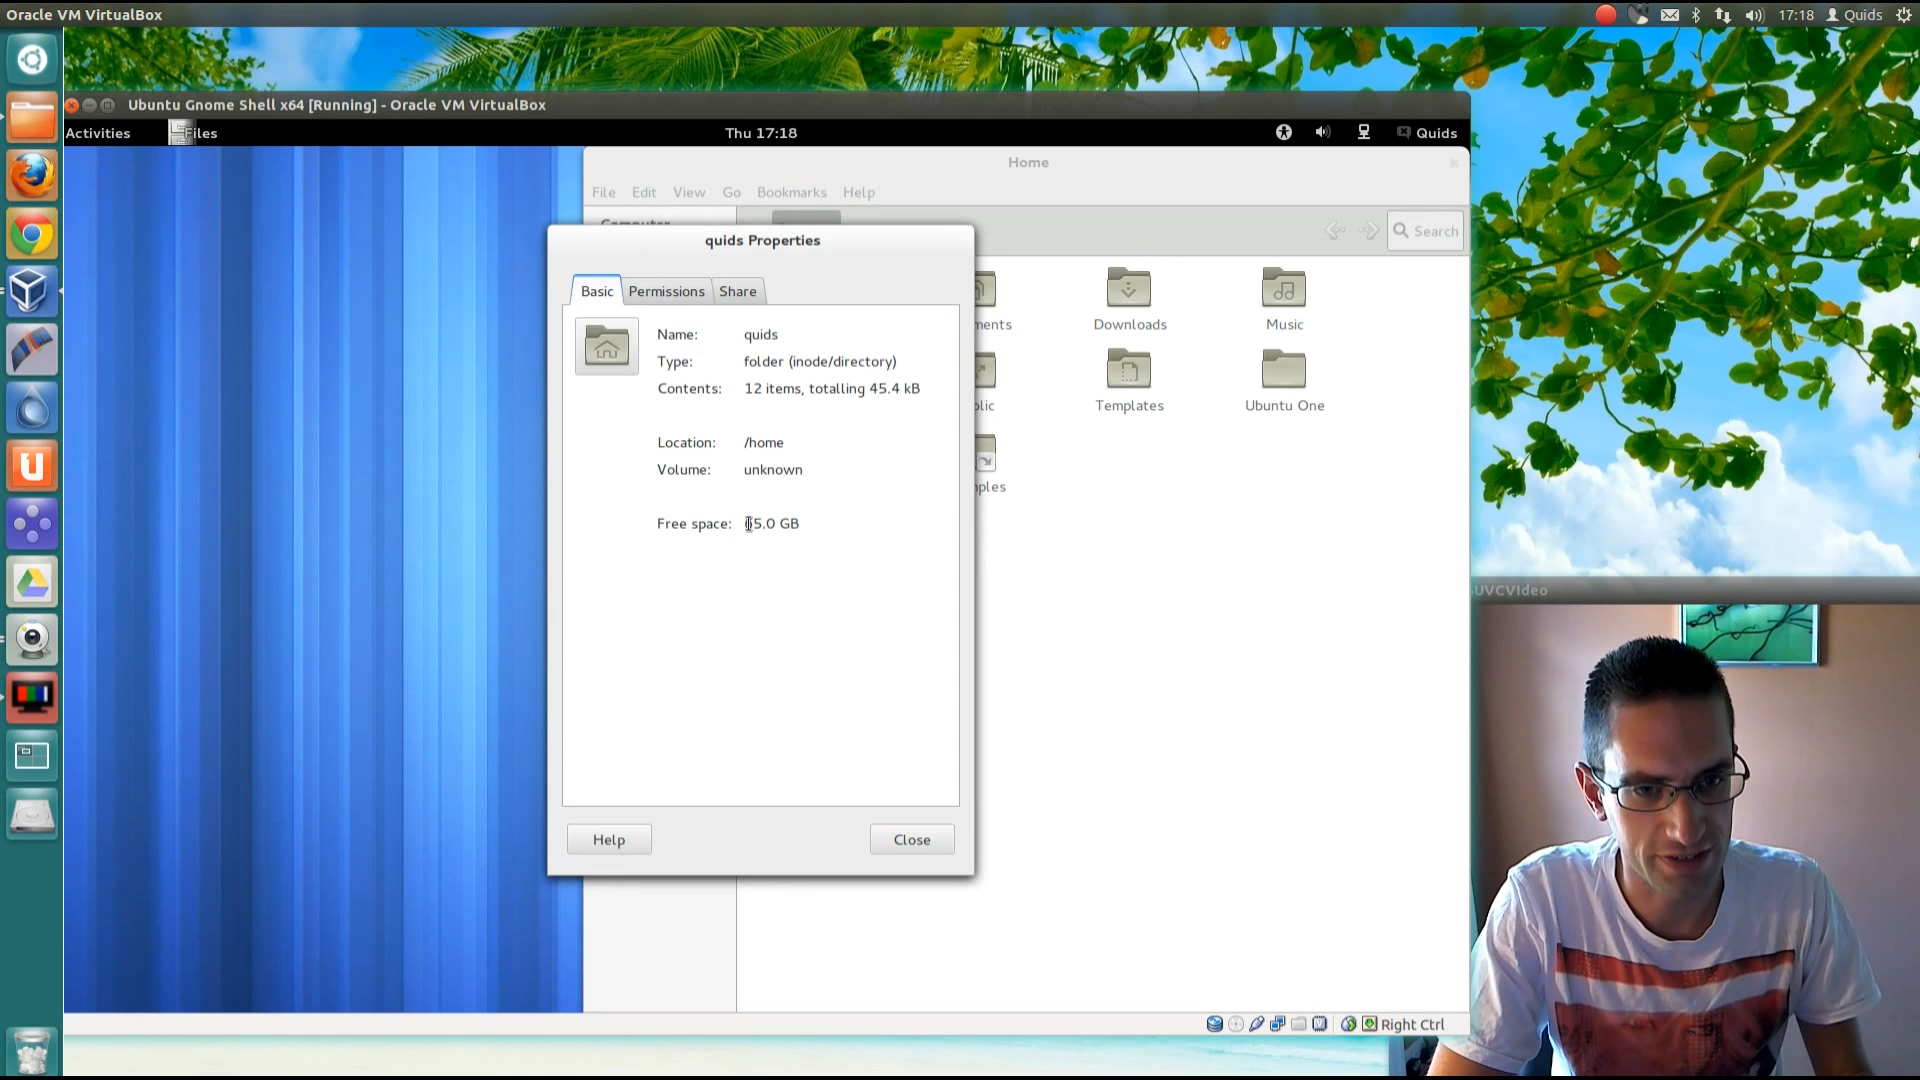 Oracle VM VirtualBox
17:18
Quids
Ubuntu Gnome Shell x64 [Running] - Oracle VM VirtualBox
Activities
Files
Thu 17:18
Quids
Home
File Edit View Go Bookmarks Help
Search
quids Properties
Basic Permissions Share
Name: quids
Type: folder (inode/directory)
Contents: 12 items, totalling 45.4 kB
Location: /home
Volume: unknown
Free space: 5.0 GB
Help
Close
Downloads
Music
Templates
Ubuntu One
Right Ctrl